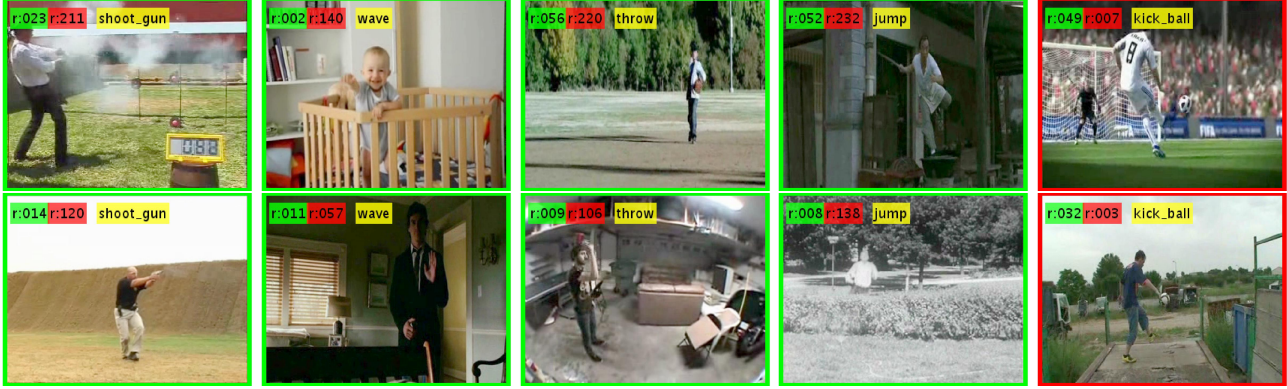 r:023 r:211 shoot_gun
r:002 r:140 wave
r:056 r:220 throw
r:052 r:232 jump
r:049 r:007 kick_ball
8
FIFA
r:014 r:120 shoot_gun
r:011 r:057 wave
r:009 r:106 throw
r:008 r:138 jump
r:032 r:003 kick_ball